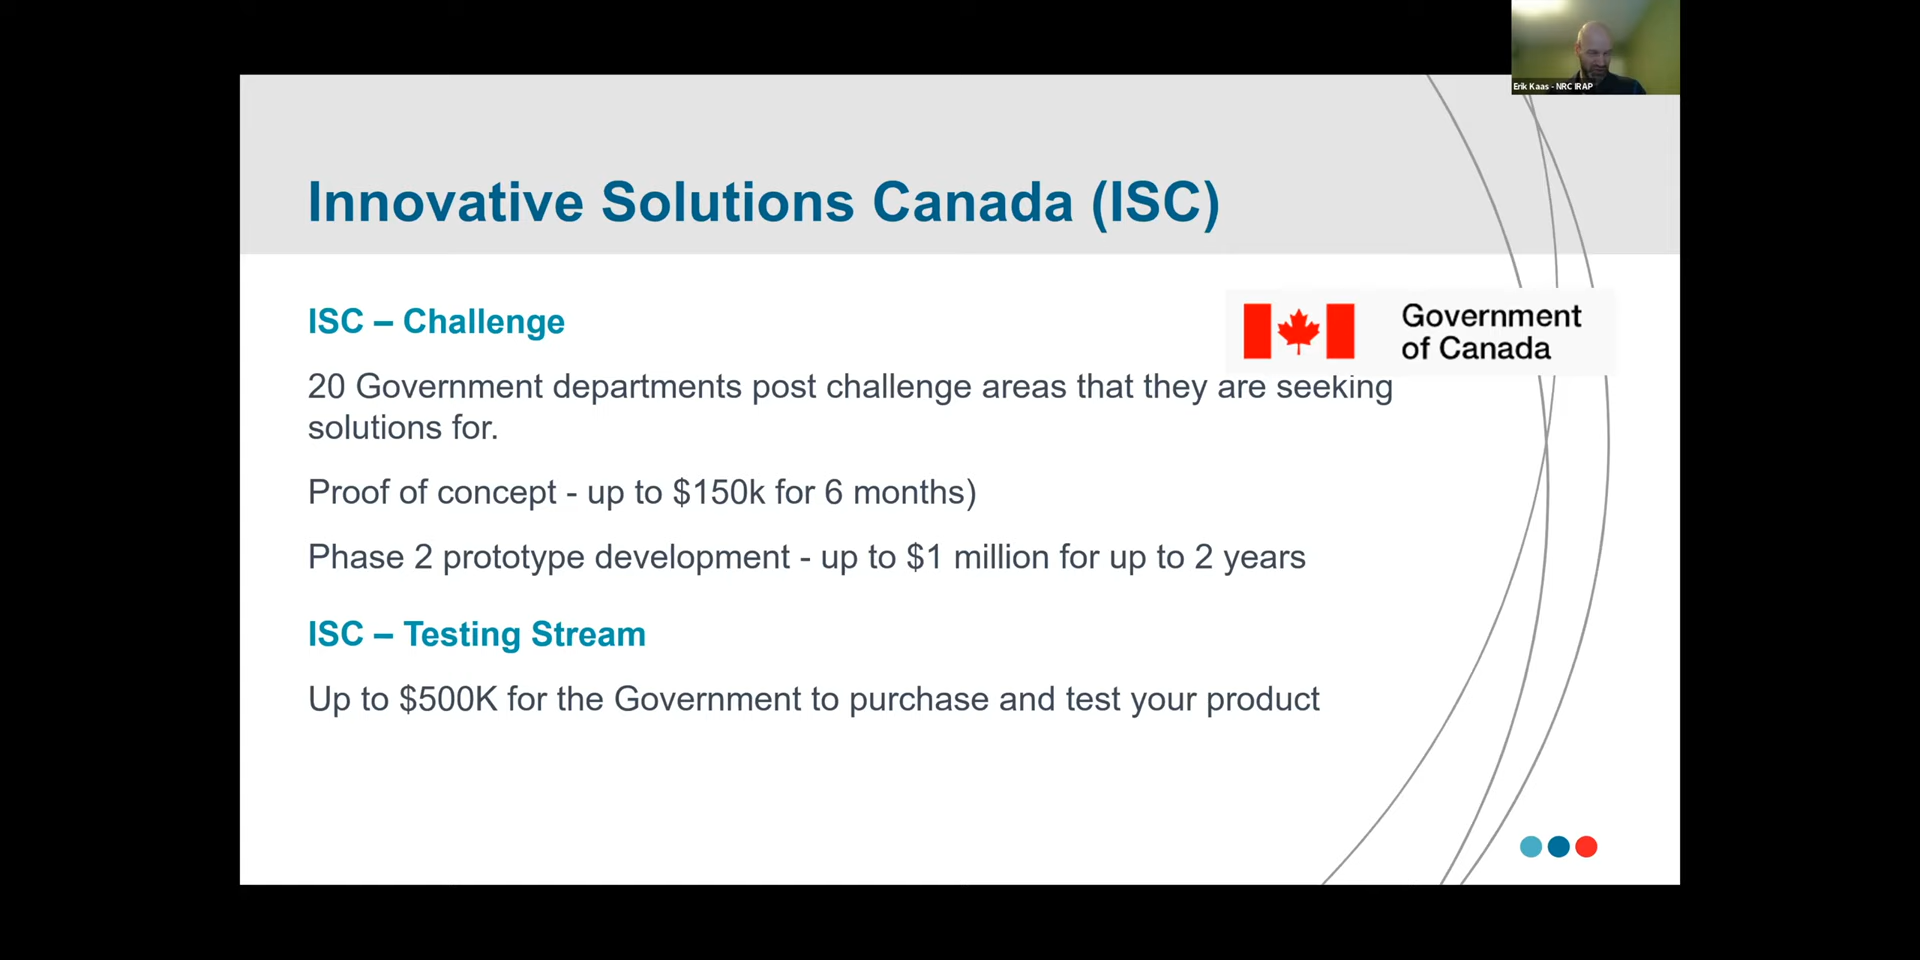 Erik Kaas - NRC IRAP
Innovative Solutions Canada (ISC)
Government
of Canada
ISC – Challenge
20 Government departments post challenge areas that they are seeking
solutions for.
Proof of concept - up to $150k for 6 months)
Phase 2 prototype development - up to $1 million for up to 2 years
ISC – Testing Stream
Up to $500K for the Government to purchase and test your product